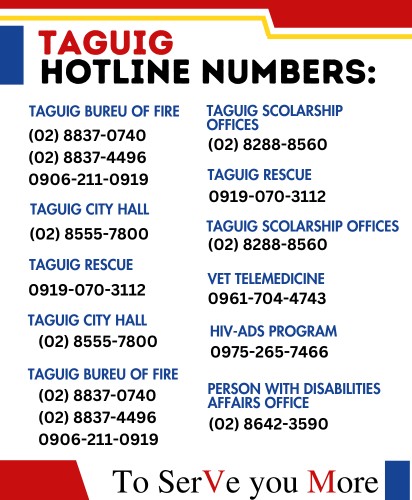 TAGUIG
HOTLINE NUMBERS:
TAGUIG BUREU OF FIRE
(02) 8837-0740
(02) 8837-4496
0906-211-0919
TAGUIG CITY HALL
(02) 8555-7800
TAGUIG RESCUE
0919-070-3112
TAGUIG CITY HALL
(02) 8555-7800
TAGUIG BUREU OF FIRE
(02) 8837-0740
(02) 8837-4496
0906-211-0919
TAGUIG SCOLARSHIP
OFFICES
(02) 8288-8560
TAGUIG RESCUE
0919-070-3112
TAGUIG SCOLARSHIP OFFICES
(02) 8288-8560
VET TELEMEDICINE
0961-704-4743
HIV-ADS PROGRAM
0975-265-7466
PERSON WITH DISABILITIES
AFFAIRS OFFICE
(02) 8642-3590
To SerVe you More